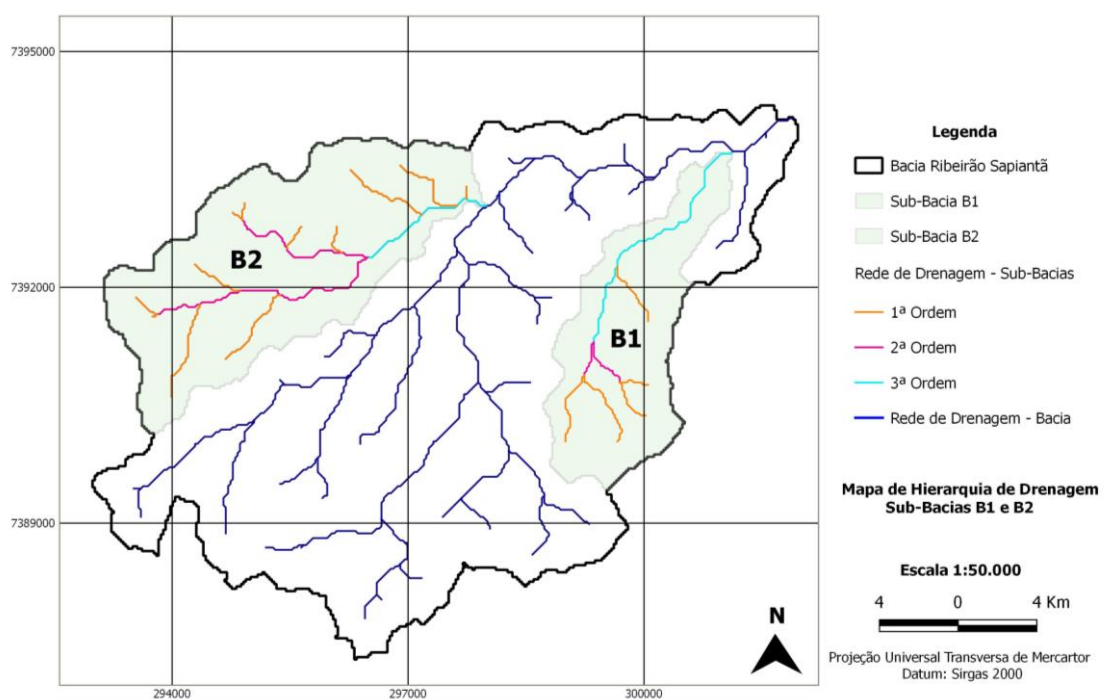 7395000
7392000
7389000
294000
297000
300000
B2
B1
N
Legenda
Bacia Ribeirão Sapiantã
Sub-Bacia B1
Sub-Bacia B2
Rede de Drenagem - Sub-Bacias
1ª Ordem
2ª Ordem
3ª Ordem
Rede de Drenagem - Bacia
Mapa de Hierarquia de Drenagem
Sub-Bacias B1 e B2
Escala 1:50.000
4 0 4 Km
Projeção Universal Transversa de Mercartor
Datum: Sirgas 2000